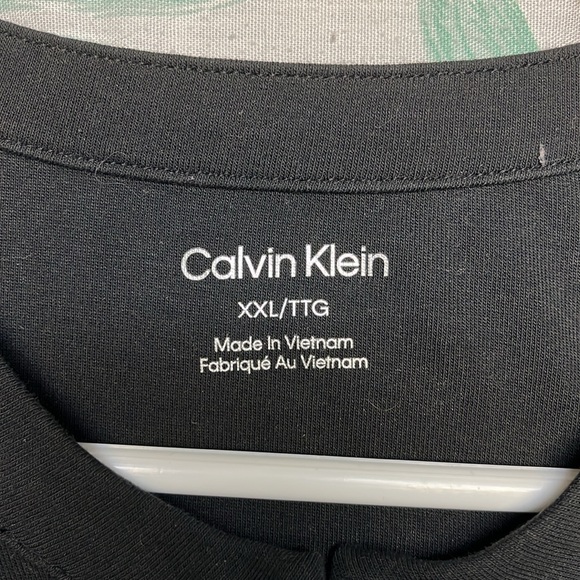 Calvin Klein
XXL/TTG
Made In Vietnam
Fabriqué Au Vietnam